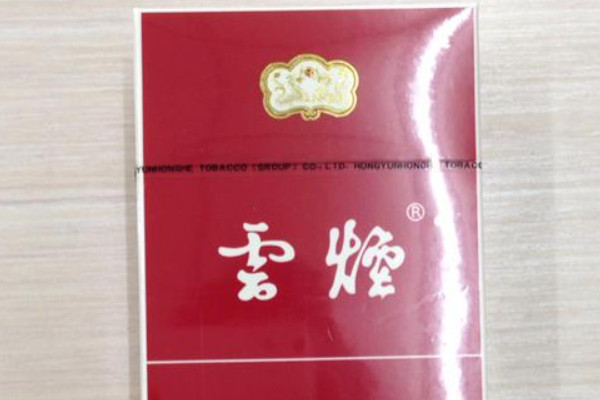 YUNHONGHE TOBACCO (GROUP) CO.,LTD. HONGYUNHONGHE TOBACC
®
雲煙